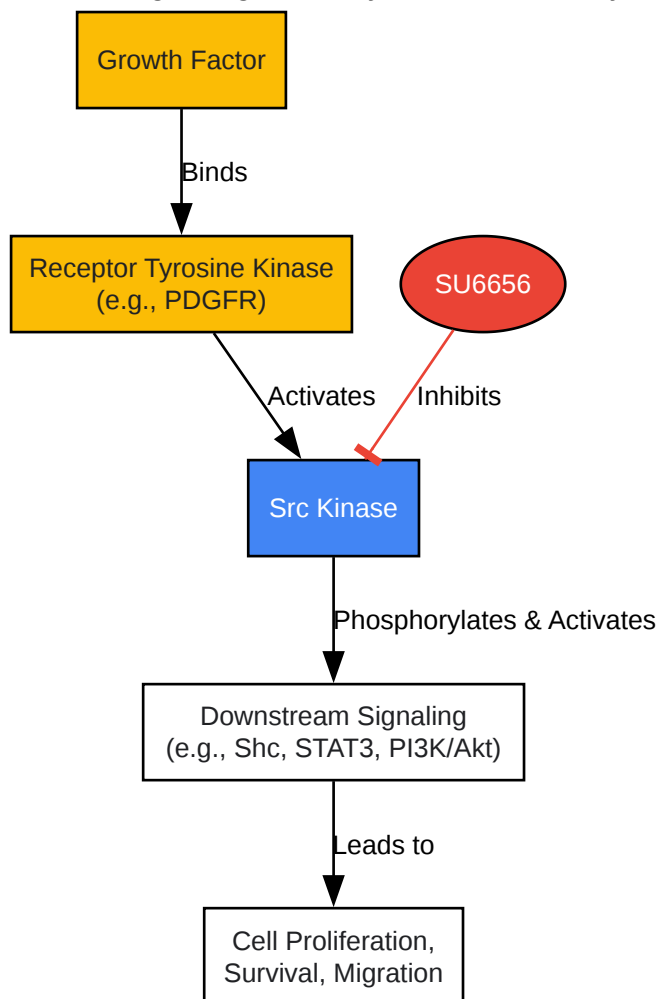 Growth Factor
Binds
Receptor Tyrosine Kinase
(e.g., PDGFR)
SU6656
Activates
Inhibits
Src Kinase
Phosphorylates & Activates
Downstream Signaling
(e.g., Shc, STAT3, PI3K/Akt)
Leads to
Cell Proliferation,
Survival, Migration